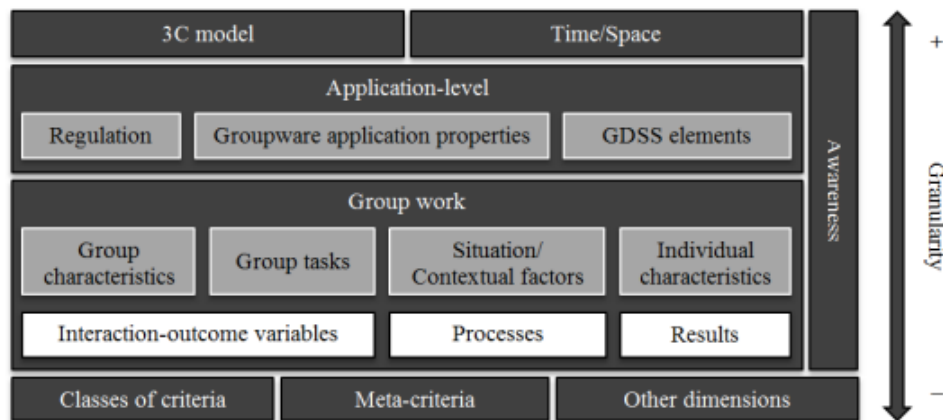 3C model
Time/Space
+
Application-level
Regulation
Groupware application properties
GDSS elements
Awareness
Granularity
Group work
Group
characteristics
Group tasks
Situation/
Contextual factors
Individual
characteristics
Interaction-outcome variables
Processes
Results
Classes of criteria
Meta-criteria
Other dimensions
–